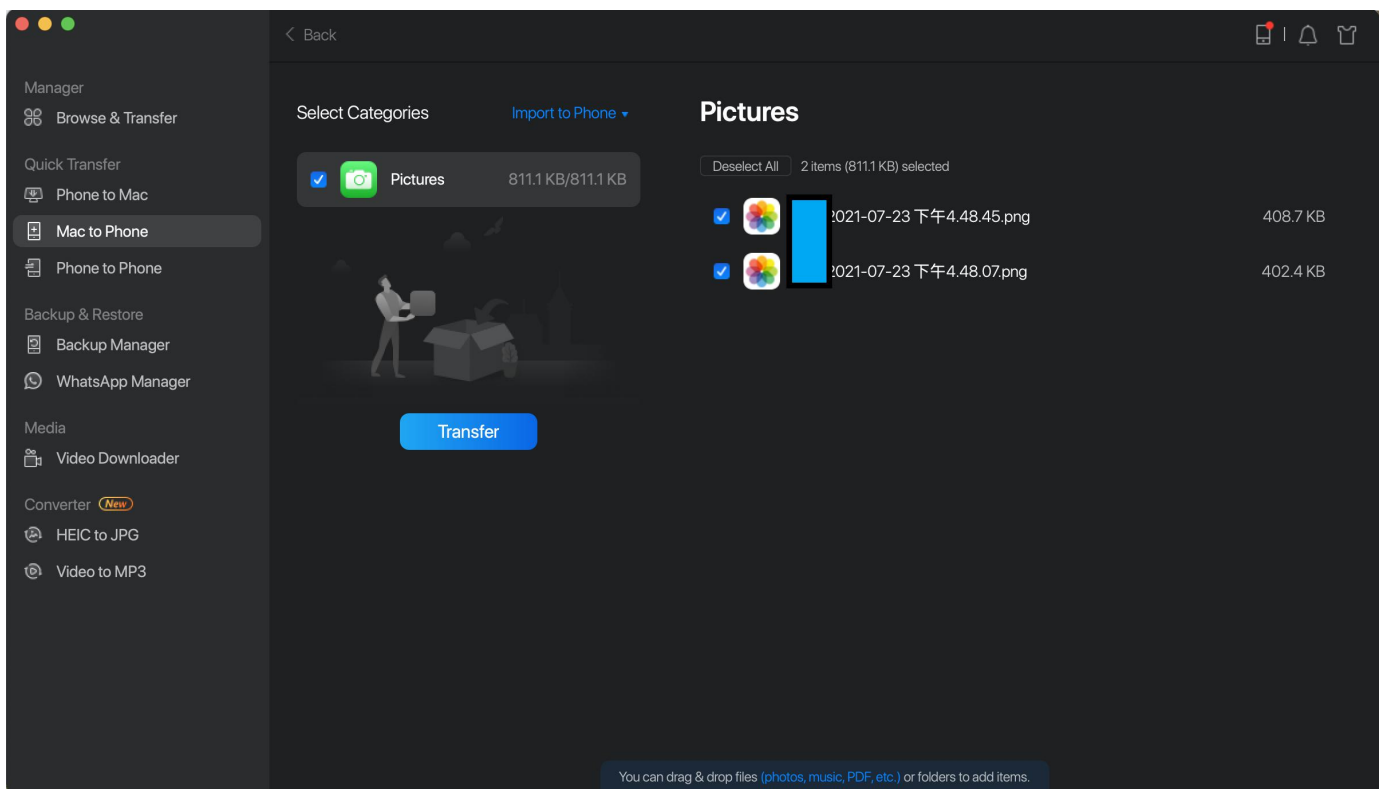 Back
Manager
Browse & Transfer
Quick Transfer
Phone to Mac
Mac to Phone
Phone to Phone
Backup & Restore
Backup Manager
WhatsApp Manager
Media
Video Downloader
Converter New
HEIC to JPG
Video to MP3
Select Categories Import to Phone
Pictures 811.1 KB/811.1 KB
Transfer
Pictures
Deselect All 2 items (811.1 KB) selected
2021-07-23 下午4.48.45.png 408.7 KB
2021-07-23 下午4.48.07.png 402.4 KB
You can drag & drop files (photos, music, PDF, etc.) or folders to add items.